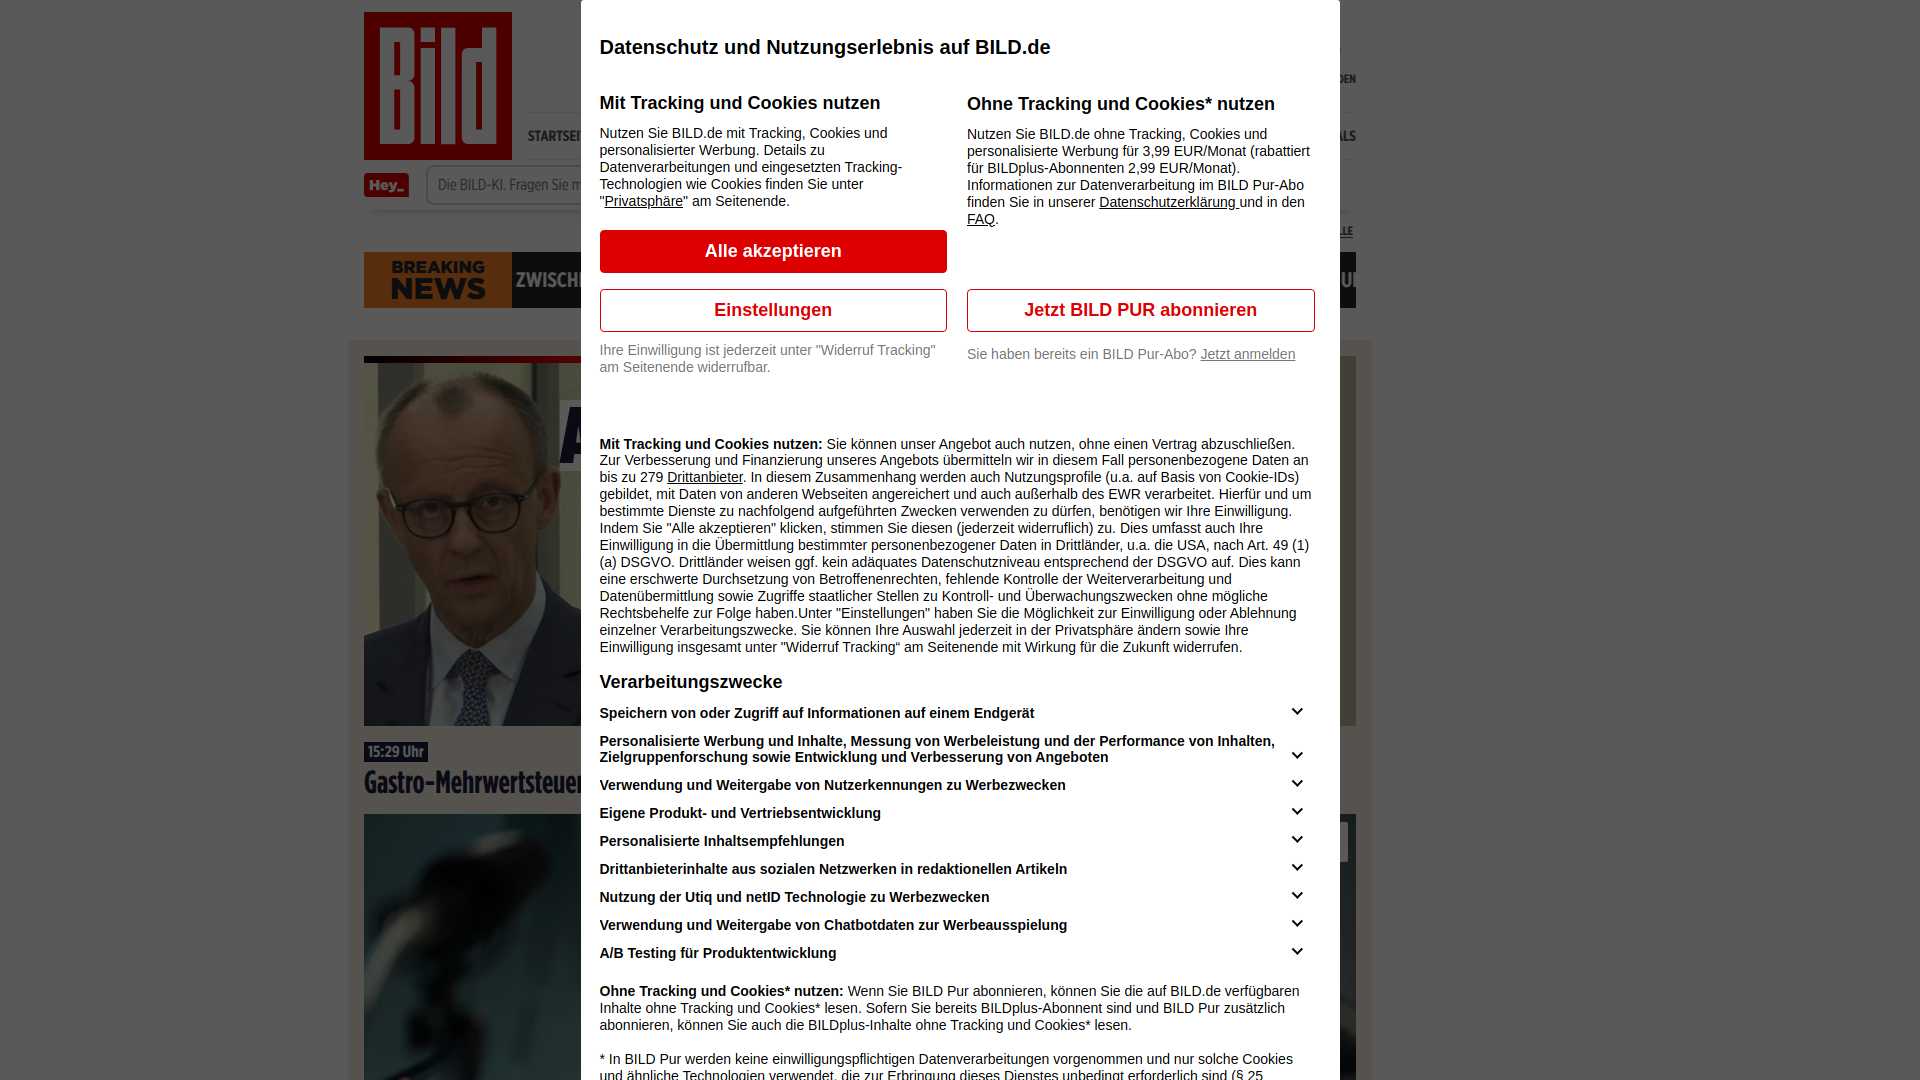 Bild
STARTSEI
Hey_
Die BILD-KI. Fragen Sie m
BREAKING
NEWS
ZWISCH
15:29 Uhr
Gastro-Mehrwertsteuer
Datenschutz und Nutzungserlebnis auf BILD.de
Mit Tracking und Cookies nutzen
Nutzen Sie BILD.de mit Tracking, Cookies und
personalisierter Werbung. Details zu
Datenverarbeitungen und eingesetzten Tracking-
Technologien wie Cookies finden Sie unter
"Privatsphäre" am Seitenende.
Alle akzeptieren
Einstellungen
Ihre Einwilligung ist jederzeit unter "Widerruf Tracking"
am Seitenende widerrufbar.
Ohne Tracking und Cookies* nutzen
Nutzen Sie BILD.de ohne Tracking, Cookies und
personalisierte Werbung für 3,99 EUR/Monat (rabattiert
für BILDplus-Abonnenten 2,99 EUR/Monat).
Informationen zur Datenverarbeitung im BILD Pur-Abo
finden Sie in unserer Datenschutzerklärung und in den
FAQ.
Jetzt BILD PUR abonnieren
Sie haben bereits ein BILD Pur-Abo? Jetzt anmelden
Mit Tracking und Cookies nutzen: Sie können unser Angebot auch nutzen, ohne einen Vertrag abzuschließen.
Zur Verbesserung und Finanzierung unseres Angebots übermitteln wir in diesem Fall personenbezogene Daten an
bis zu 279 Drittanbieter. In diesem Zusammenhang werden auch Nutzungsprofile (u.a. auf Basis von Cookie-IDs)
gebildet, mit Daten von anderen Webseiten angereichert und auch außerhalb des EWR verarbeitet. Hierfür und um
bestimmte Dienste zu nachfolgend aufgeführten Zwecken verwenden zu dürfen, benötigen wir Ihre Einwilligung.
Indem Sie "Alle akzeptieren" klicken, stimmen Sie diesen (jederzeit widerruflich) zu. Dies umfasst auch Ihre
Einwilligung in die Übermittlung bestimmter personenbezogener Daten in Drittländer, u.a. die USA, nach Art. 49 (1)
(a) DSGVO. Drittländer weisen ggf. kein adäquates Datenschutzniveau entsprechend der DSGVO auf. Dies kann
eine erschwerte Durchsetzung von Betroffenenrechten, fehlende Kontrolle der Weiterverarbeitung und
Datenübermittlung sowie Zugriffe staatlicher Stellen zu Kontroll- und Überwachungszwecken ohne mögliche
Rechtsbehelfe zur Folge haben.Unter "Einstellungen" haben Sie die Möglichkeit zur Einwilligung oder Ablehnung
einzelner Verarbeitungszwecke. Sie können Ihre Auswahl jederzeit in der Privatsphäre ändern sowie Ihre
Einwilligung insgesamt unter "Widerruf Tracking" am Seitenende mit Wirkung für die Zukunft widerrufen.
Verarbeitungszwecke
Speichern von oder Zugriff auf Informationen auf einem Endgerät
Personalisierte Werbung und Inhalte, Messung von Werbeleistung und der Performance von Inhalten,
Zielgruppenforschung sowie Entwicklung und Verbesserung von Angeboten
Verwendung und Weitergabe von Nutzerkennungen zu Werbezwecken
Eigene Produkt- und Vertriebsentwicklung
Personalisierte Inhaltsempfehlungen
Drittanbieterinhalte aus sozialen Netzwerken in redaktionellen Artikeln
Nutzung der Utiq und netID Technologie zu Werbezwecken
Verwendung und Weitergabe von Chatbotdaten zur Werbeausspielung
A/B Testing für Produktentwicklung
Ohne Tracking und Cookies* nutzen: Wenn Sie BILD Pur abonnieren, können Sie die auf BILD.de verfügbaren
Inhalte ohne Tracking und Cookies* lesen. Sofern Sie bereits BILDplus-Abonnent sind und BILD Pur zusätzlich
abonnieren, können Sie auch die BILDplus-Inhalte ohne Tracking und Cookies* lesen.
* In BILD Pur werden keine einwilligungspflichtigen Datenverarbeitungen vorgenommen und nur solche Cookies
und ähnliche Technologien verwendet, die zur Erbringung dieses Dienstes unbedingt erforderlich sind (§ 25